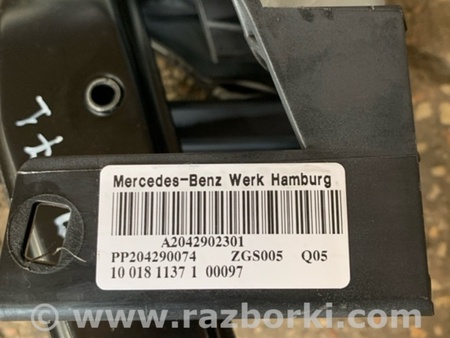 Mercedes-Benz Werk Hamburg
A2042902301
PP204290074 ZGS005 Q05
10 018 1137 1 00097
© www.razborki.com